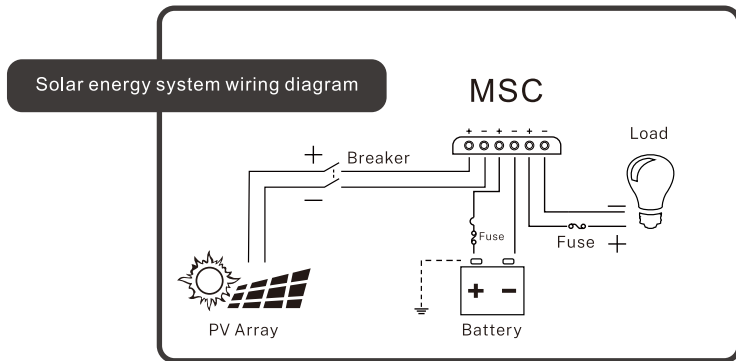 Solar energy system wiring diagram
MSC
+ − + − + −
Load
+ Breaker
−
−
Fuse
Fuse +
+ −
PV Array
Battery